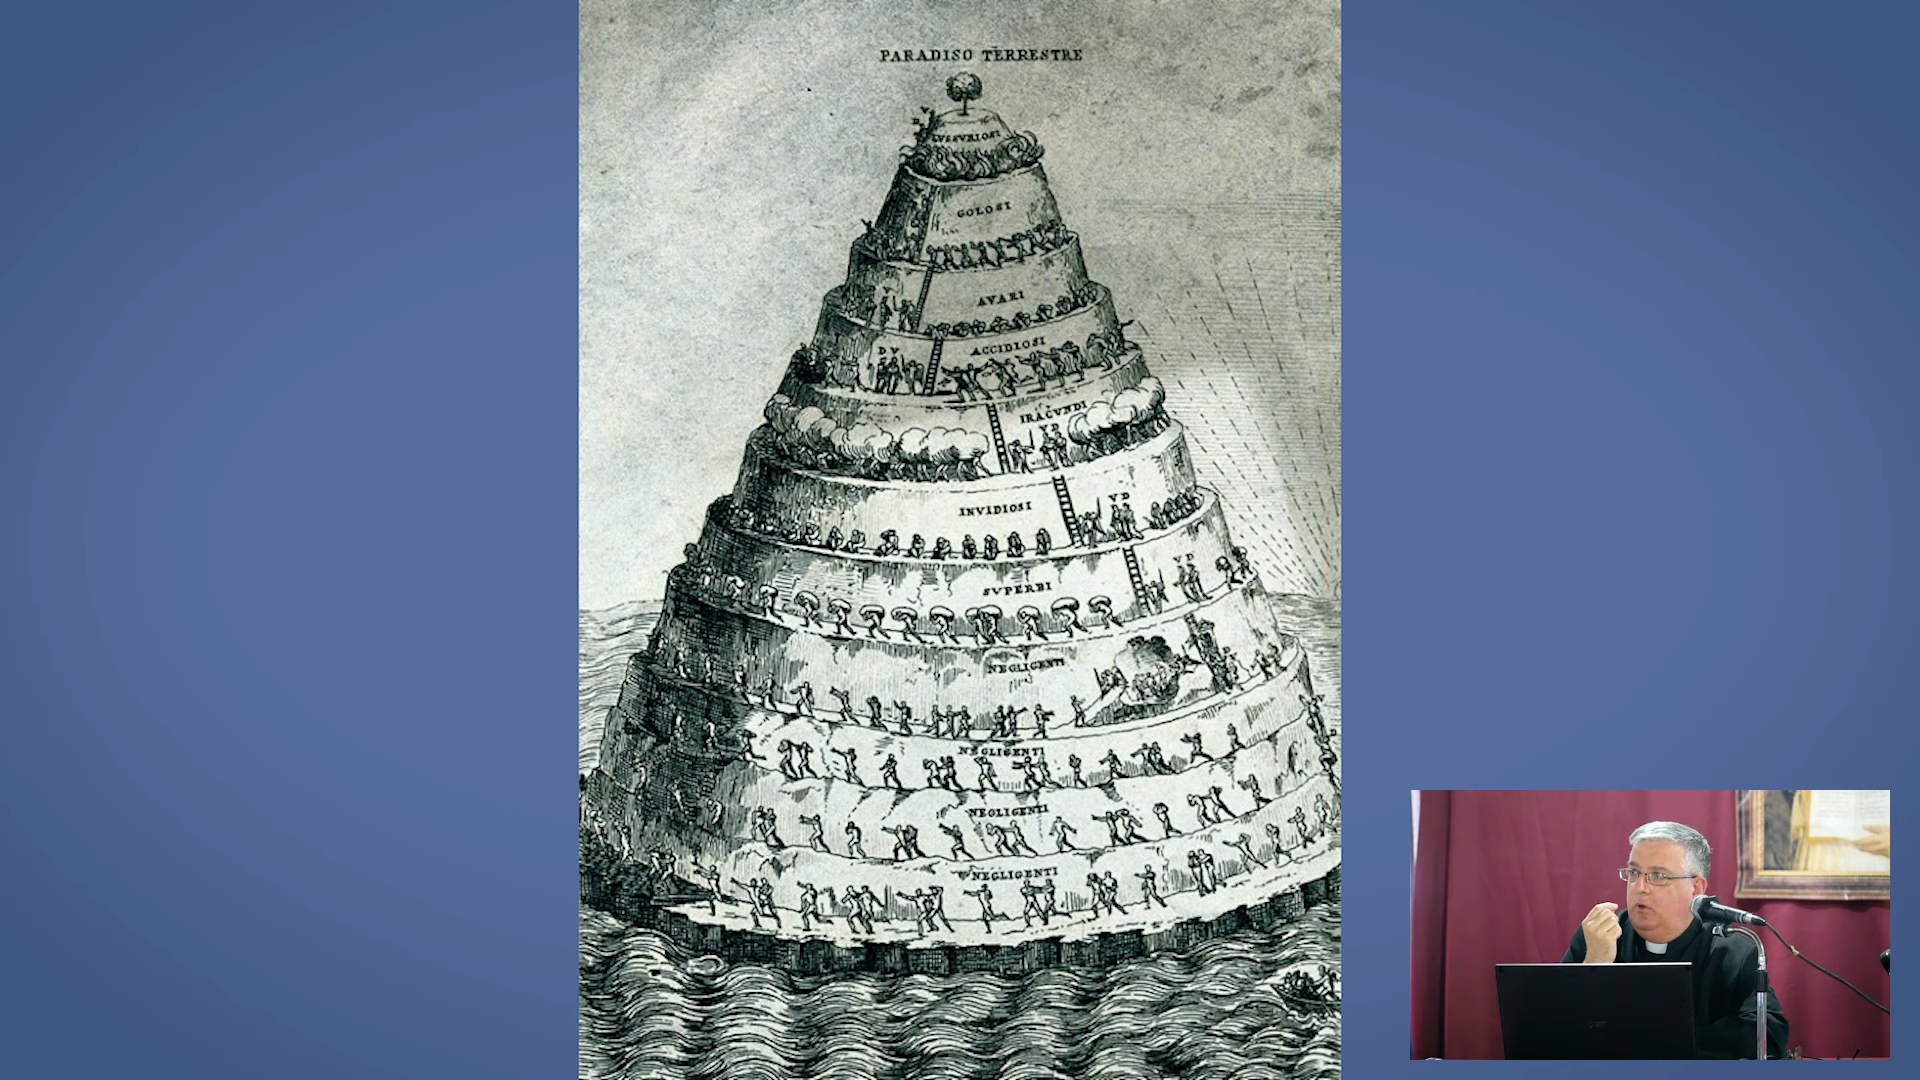 PARADISO TERRESTRE
LVSSVRIOSI
GOLOSI
AVARI
D V
ACCIDIOSI
IRACVNDI
V D
INVIDIOSI
V D
SVPERBI
V D
NEGLIGENTI
NEGLIGENTI
NEGLIGENTI
NEGLIGENTI